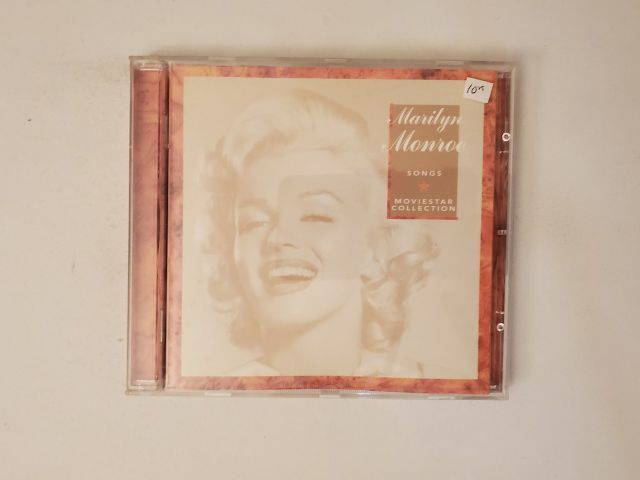 10.-
Marilyn
Monroe
SONGS
MOVIESTAR
COLLECTION